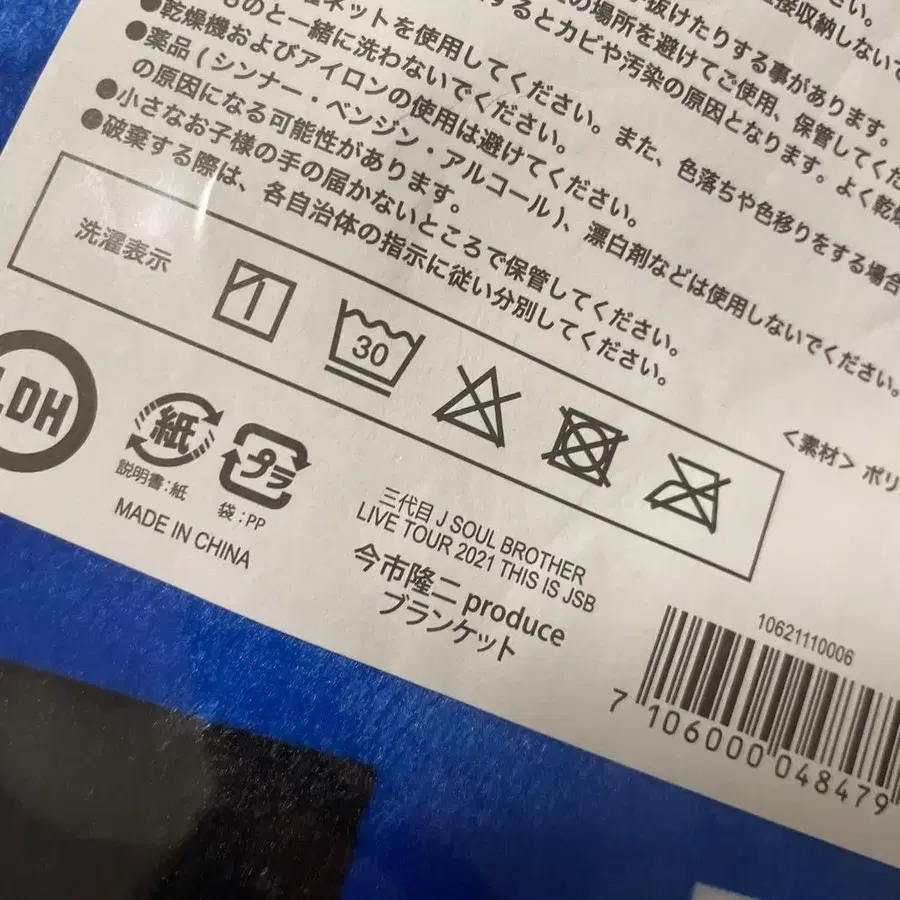 接収納しないで
さい。
抜けたりする事があります。
の場所を避けてご使用、保管してくだ
するとカビや汚染の原因となります。よく乾燥
ネットを使用してください。また、色落ちや色移りをする場合
ものと一緒に洗わないでください。
●乾燥機およびアイロンの使用は避けてください。
●薬品(シンナー・ベンジン・アルコール)、漂白剤などは使用しないでください。
の原因になる可能性があります。
●小さなお子様の手の届かないところで保管してください。
●破棄する際は、各自治体の指示に従い分別してください。
洗濯表示
30
<素材> ポリ
LDH
紙
プラ
説明書:紙
袋:PP
MADE IN CHINA
三代目 J SOUL BROTHER
LIVE TOUR 2021 THIS IS JSB
今市隆二 produce
ブランケット
10621110006
7 106000 048479